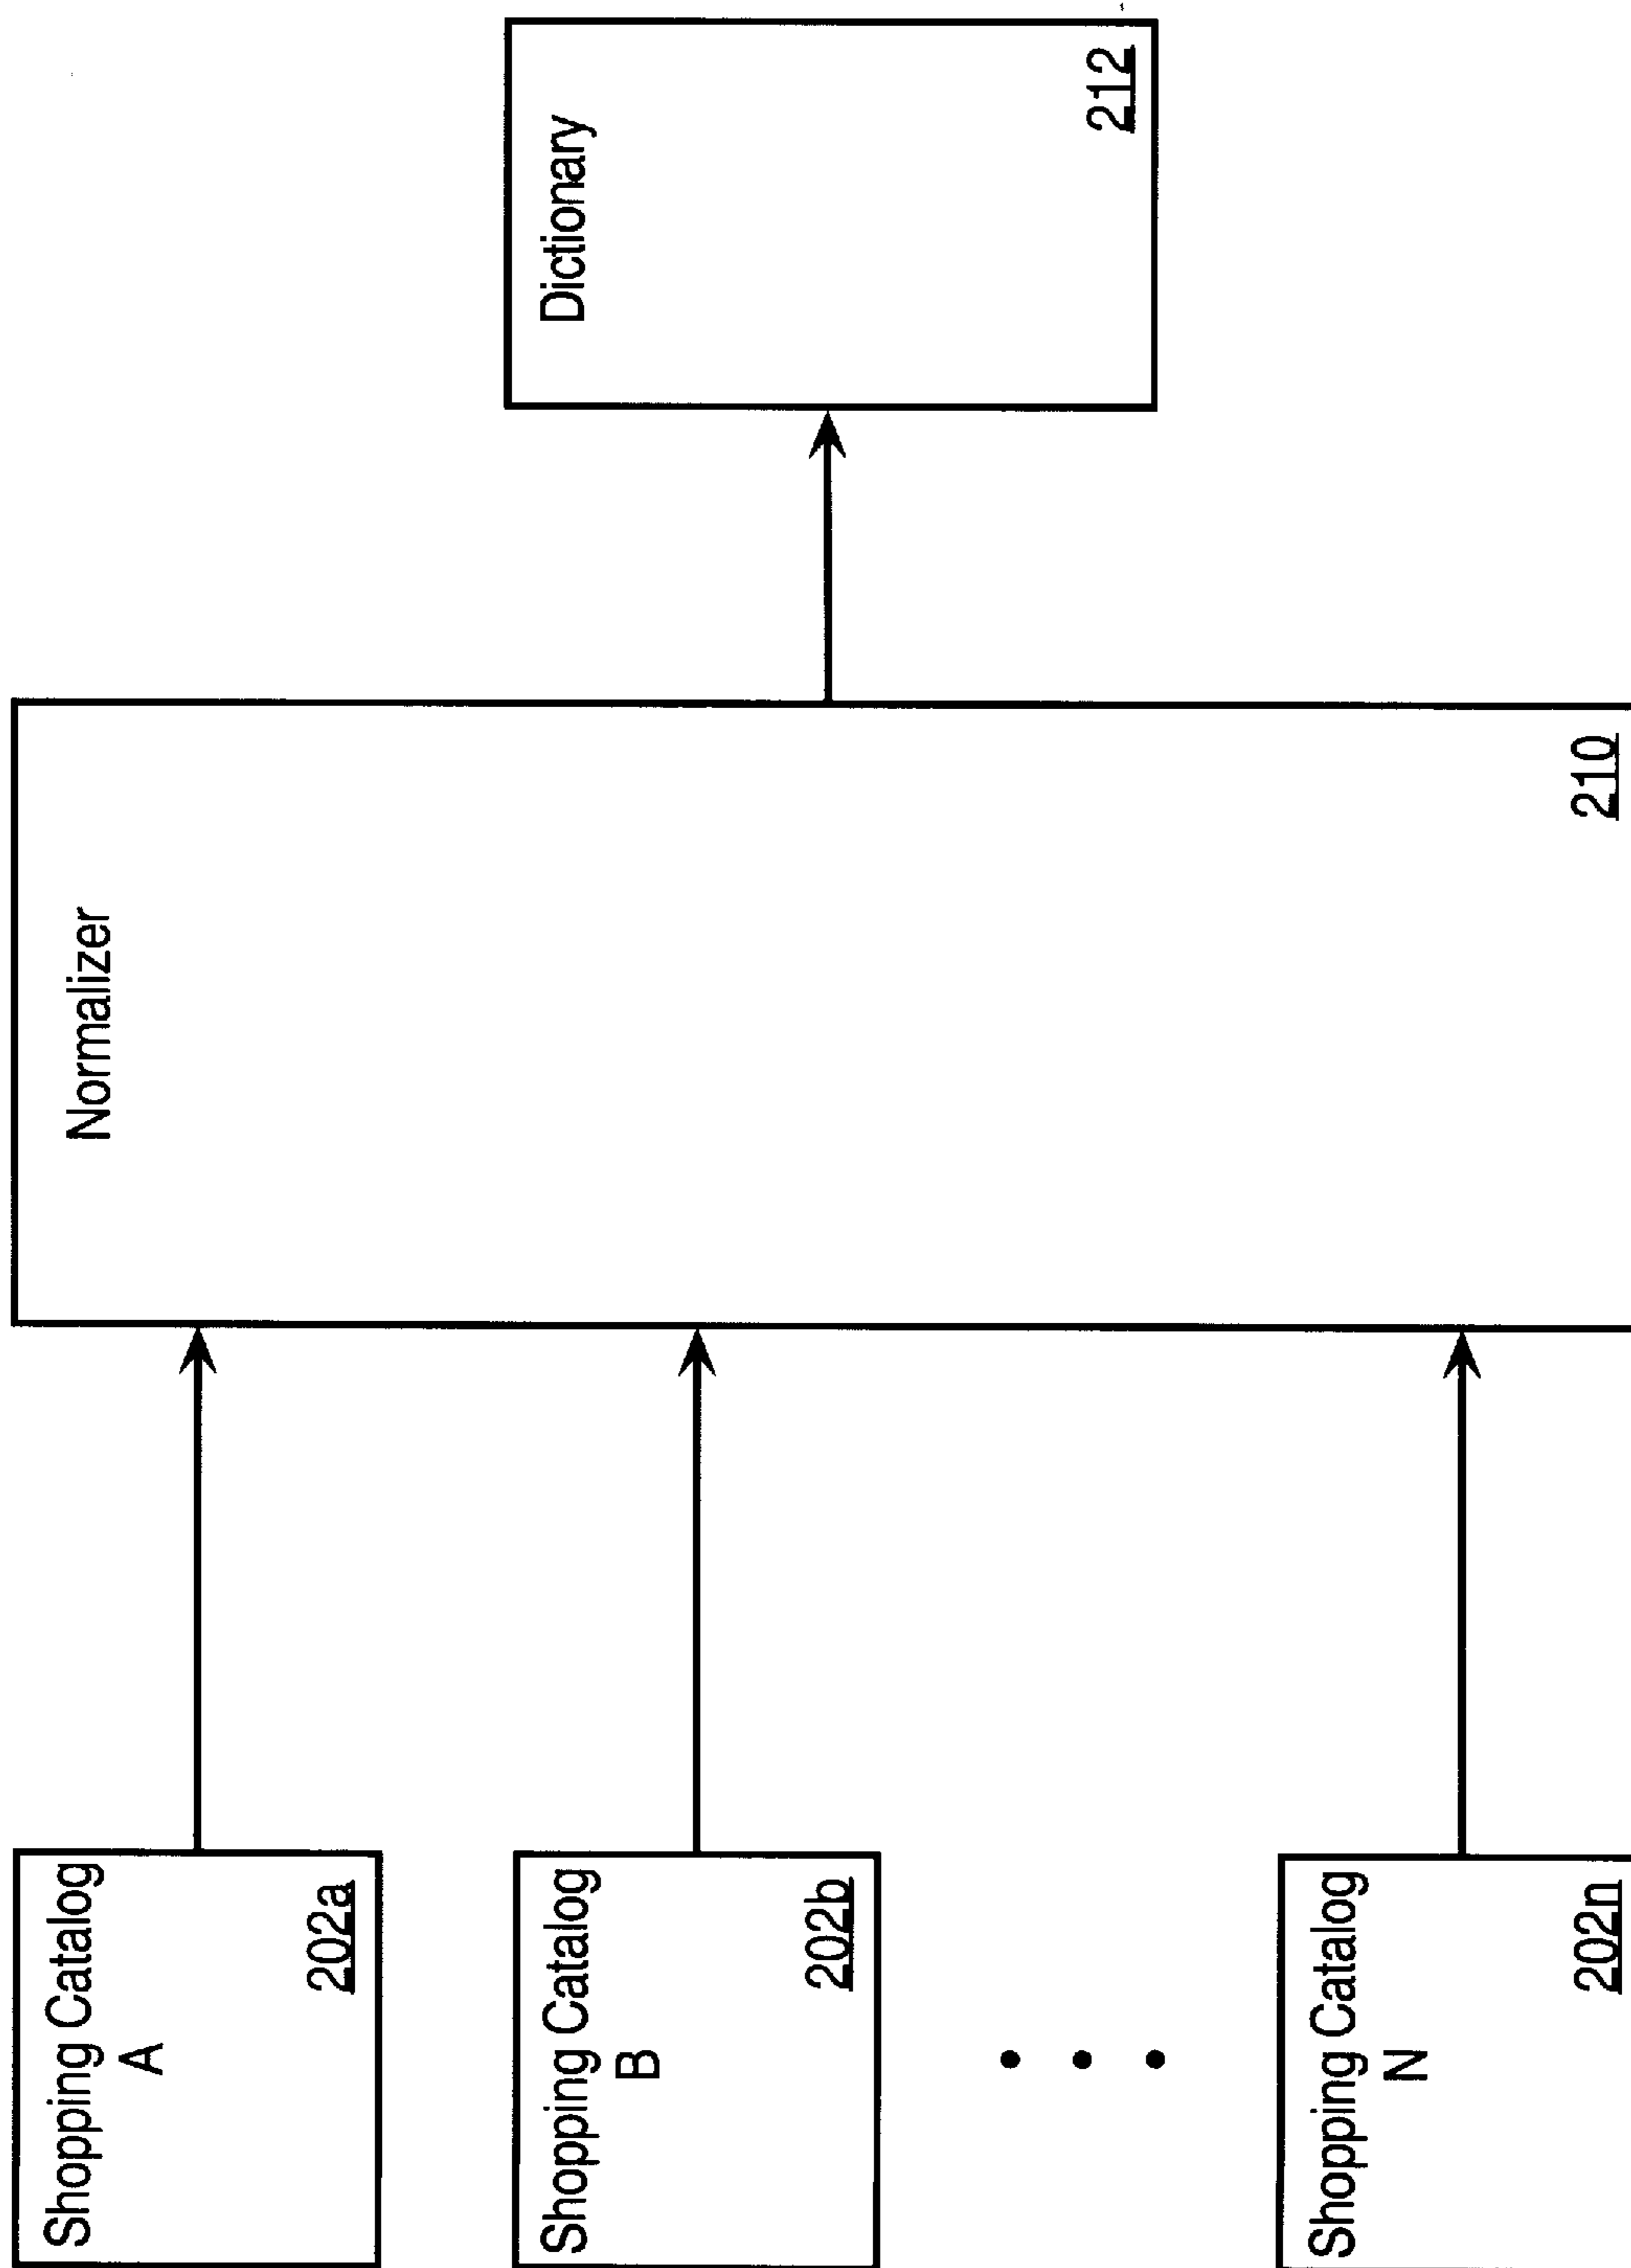 Shopping Catalog
A
202a
Shopping Catalog
B
202b
Shopping Catalog
N
202n
Normalizer
210
Dictionary
212